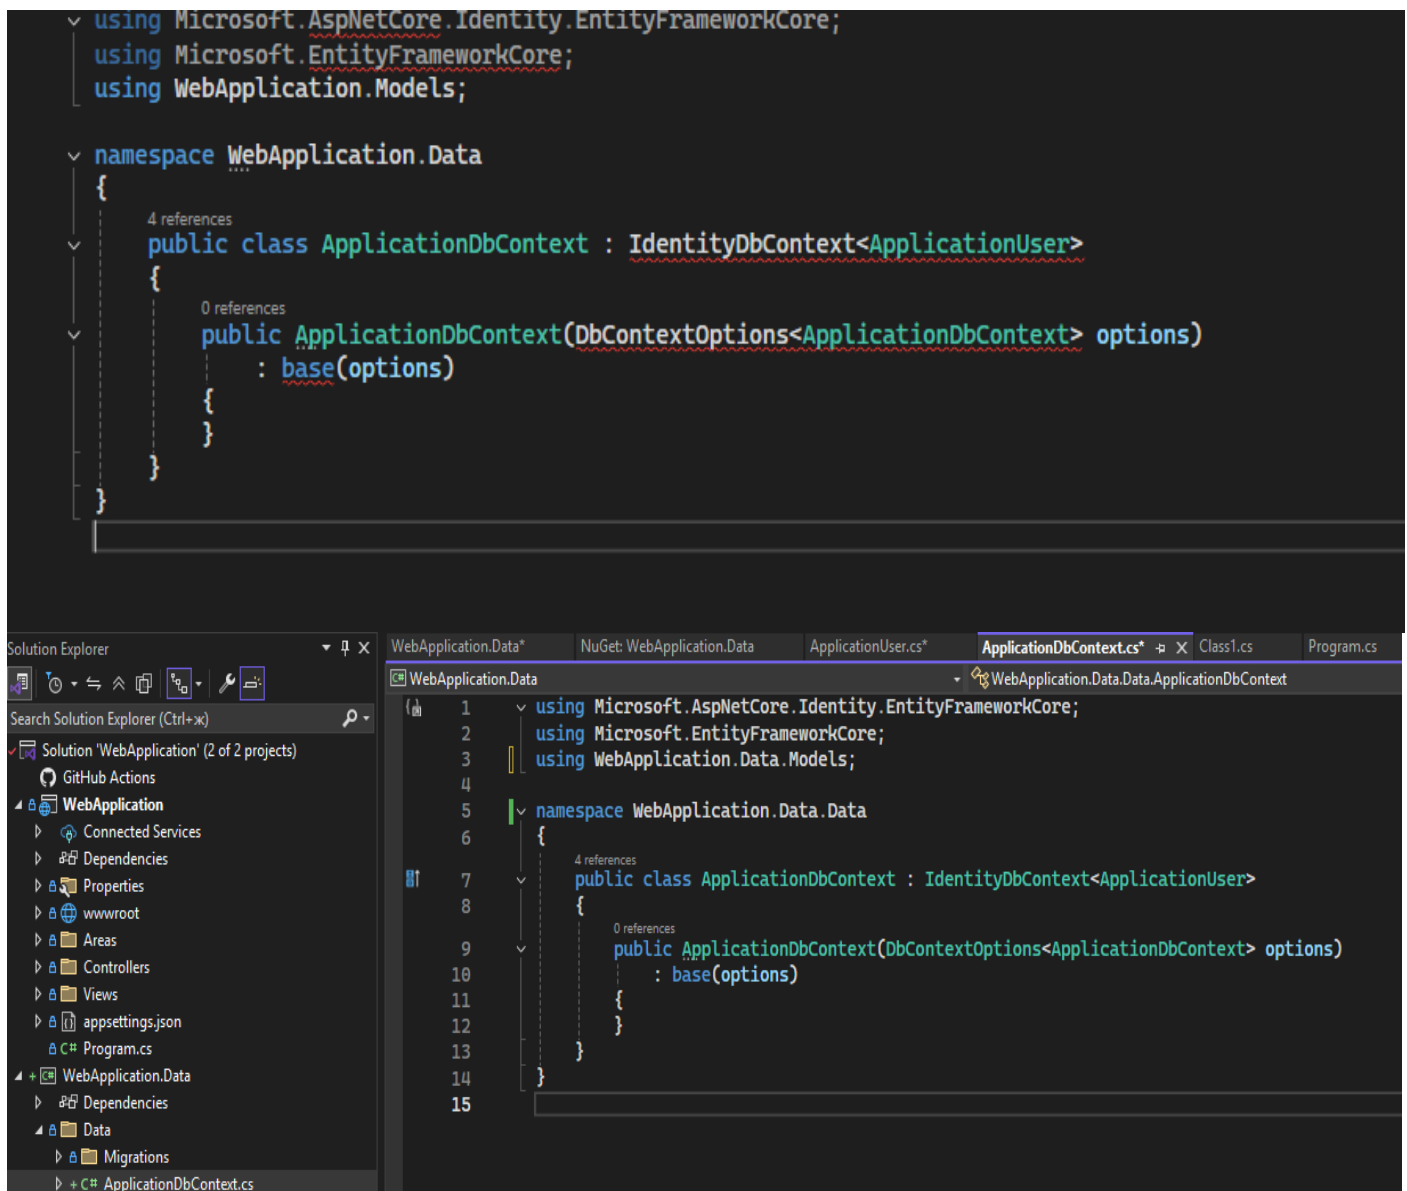 using Microsoft.AspNetCore.Identity.EntityFrameworkCore;
using Microsoft.EntityFrameworkCore;
using WebApplication.Models;
namespace WebApplication.Data
{
4 references
public class ApplicationDbContext : IdentityDbContext<ApplicationUser>
{
0 references
public ApplicationDbContext(DbContextOptions<ApplicationDbContext> options)
: base(options)
{
}
}
}
Solution Explorer
Search Solution Explorer (Ctrl+ж)
Solution 'WebApplication' (2 of 2 projects)
GitHub Actions
WebApplication
Connected Services
Dependencies
Properties
wwwroot
Areas
Controllers
Views
appsettings.json
C# Program.cs
C# WebApplication.Data
Dependencies
Data
Migrations
+ C# ApplicationDbContext.cs
WebApplication.Data* NuGet: WebApplication.Data ApplicationUser.cs* ApplicationDbContext.cs* Class1.cs Program.cs
C# WebApplication.Data WebApplication.Data.Data.ApplicationDbContext
1 using Microsoft.AspNetCore.Identity.EntityFrameworkCore;
2 using Microsoft.EntityFrameworkCore;
3 using WebApplication.Data.Models;
4
5 namespace WebApplication.Data.Data
6 {
4 references
7 public class ApplicationDbContext : IdentityDbContext<ApplicationUser>
8 {
0 references
9 public ApplicationDbContext(DbContextOptions<ApplicationDbContext> options)
10 : base(options)
11 {
12 }
13 }
14 }
15